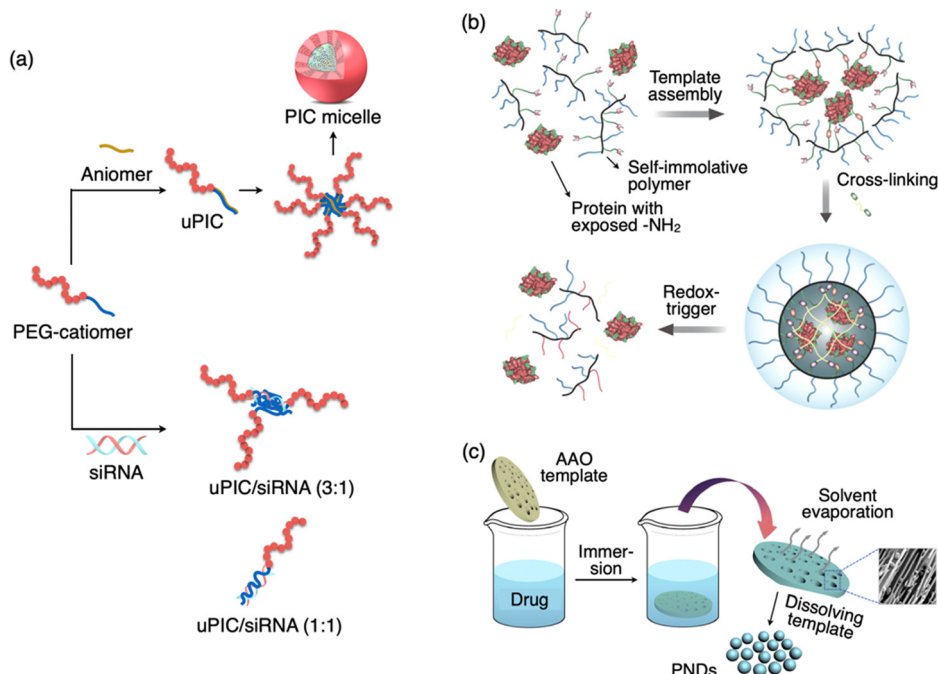 (a)
PIC micelle
Aniomer
uPIC
PEG-catiomer
siRNA
uPIC/siRNA (3:1)
uPIC/siRNA (1:1)
(b)
Template
assembly
Self-immolative
polymer
Protein with
exposed -NH₂
Cross-linking
Redox-
trigger
(c)
AAO
template
Drug
Immer-
sion
Solvent
evaporation
Dissolving
template
PNDs